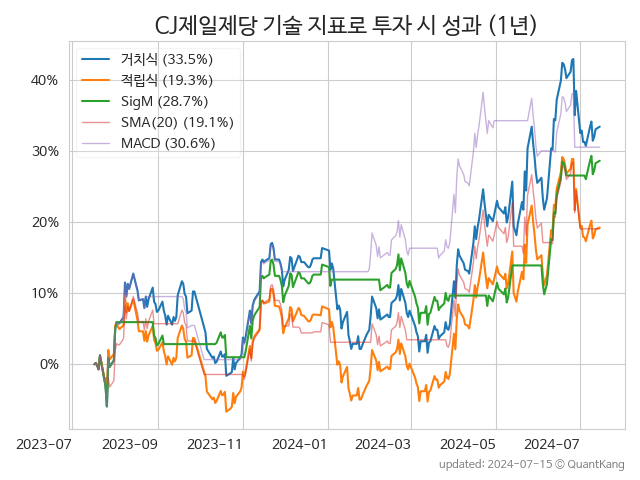 CJ제일제당 기술 지표로 투자 시 성과 (1년)
거치식 (33.5%)
적립식 (19.3%)
SigM (28.7%)
SMA(20) (19.1%)
MACD (30.6%)
40%
30%
20%
10%
0%
2023-07 2023-09 2023-11 2024-01 2024-03 2024-05 2024-07
updated: 2024-07-15 © QuantKang